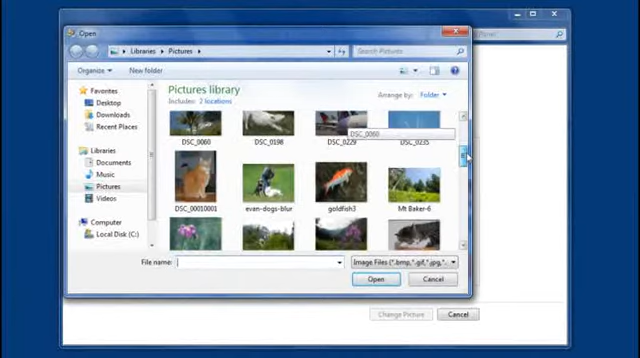 Open
Libraries
Pictures
Search Pictures
Organize
New folder
Favorites
Desktop
Downloads
Recent Places
Libraries
Documents
Music
Pictures
Videos
Computer
Local Disk (C:)
Pictures library
Includes: 2 locations
Arrange by: Folder
DSC_0060
DSC_0060 DSC_0198 DSC_0229 DSC_0235
DSC_00010001 evan-dogs-blur goldfish3 Mt Baker-6
File name:
Image Files (*.bmp,*.gif,*.jpg,*.
Open
Cancel
Change Picture
Cancel